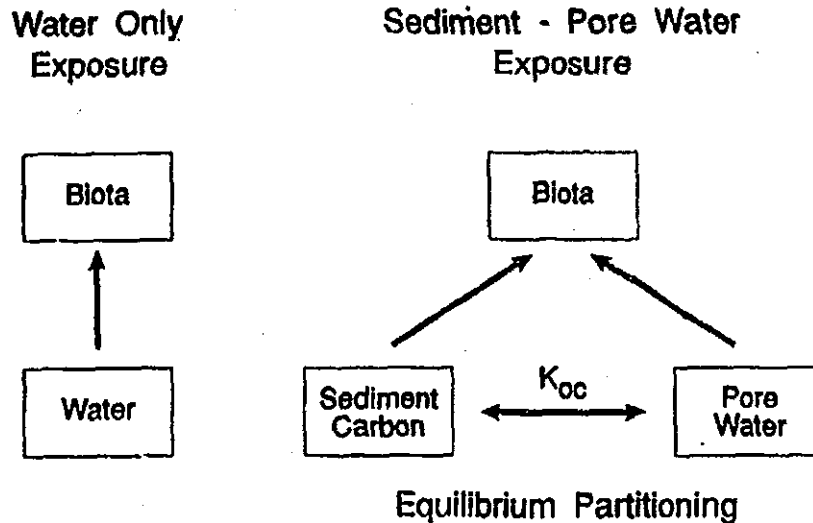 Water Only
Exposure
Biota
Water
Sediment - Pore Water
Exposure
Biota
Sediment
Carbon
Koc
Pore
Water
Equilibrium Partitioning